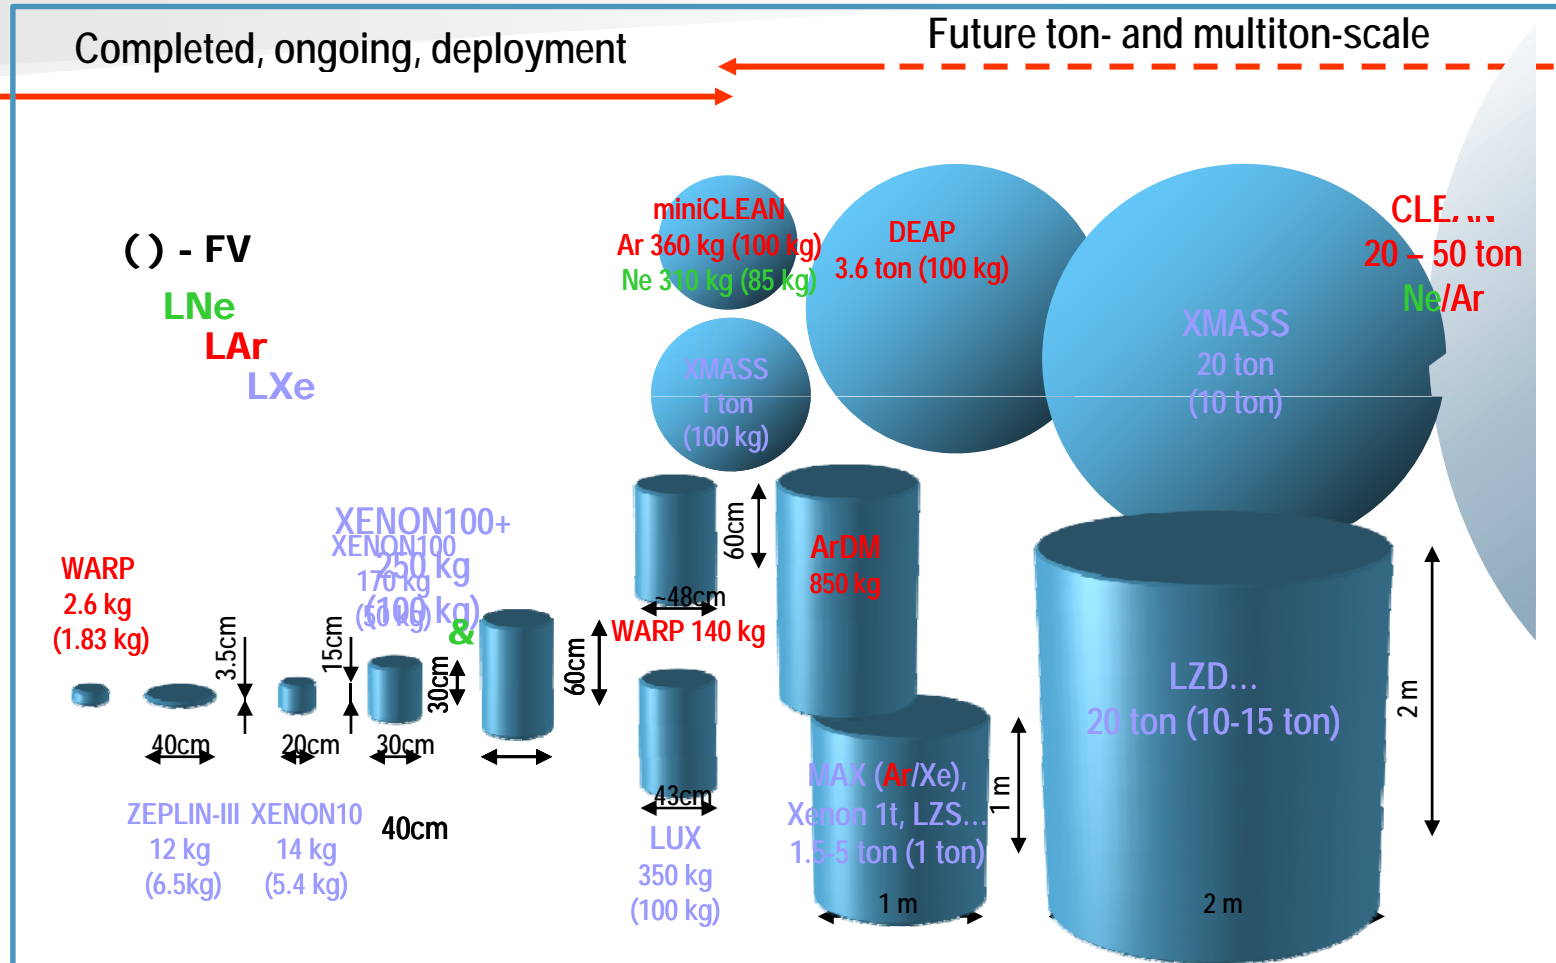 Completed, ongoing, deployment
Future ton- and multiton-scale
( ) - FV
LNe
LAr
LXe
miniCLEAN
Ar 360 kg (100 kg)
Ne 310 kg (85 kg)
DEAP
3.6 ton (100 kg)
CLEAN
20 – 50 ton
Ne/Ar
XMASS
1 ton
(100 kg)
XMASS
20 ton
(10 ton)
XENON100+
250 kg
(100 kg)
XENON100
170 kg
(50 kg)
&
WARP
2.6 kg
(1.83 kg)
3.5cm
15cm
30cm
60cm
60cm
40cm
20cm
30cm
~48cm
WARP 140 kg
ArDM
850 kg
ZEPLIN-III
12 kg
(6.5kg)
XENON10
14 kg
(5.4 kg)
40cm
43cm
LUX
350 kg
(100 kg)
MAX (Ar/Xe),
Xenon 1t, LZS...
1.5-5 ton (1 ton)
1 m
1 m
LZD...
20 ton (10-15 ton)
2 m
2 m